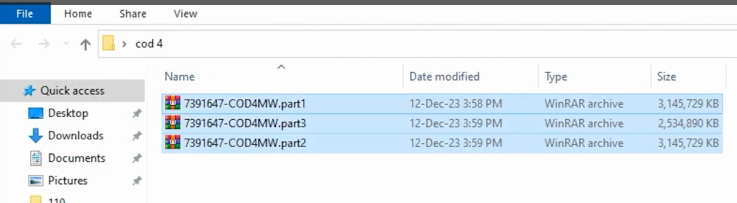 File Home Share View
cod 4
Name Date modified Type Size
Quick access
7391647-COD4MW.part1 12-Dec-23 3:58 PM WinRAR archive 3,145,729 KB
Desktop
7391647-COD4MW.part3 12-Dec-23 3:59 PM WinRAR archive 2,534,890 KB
Downloads
7391647-COD4MW.part2 12-Dec-23 3:59 PM WinRAR archive 3,145,729 KB
Documents
Pictures
110